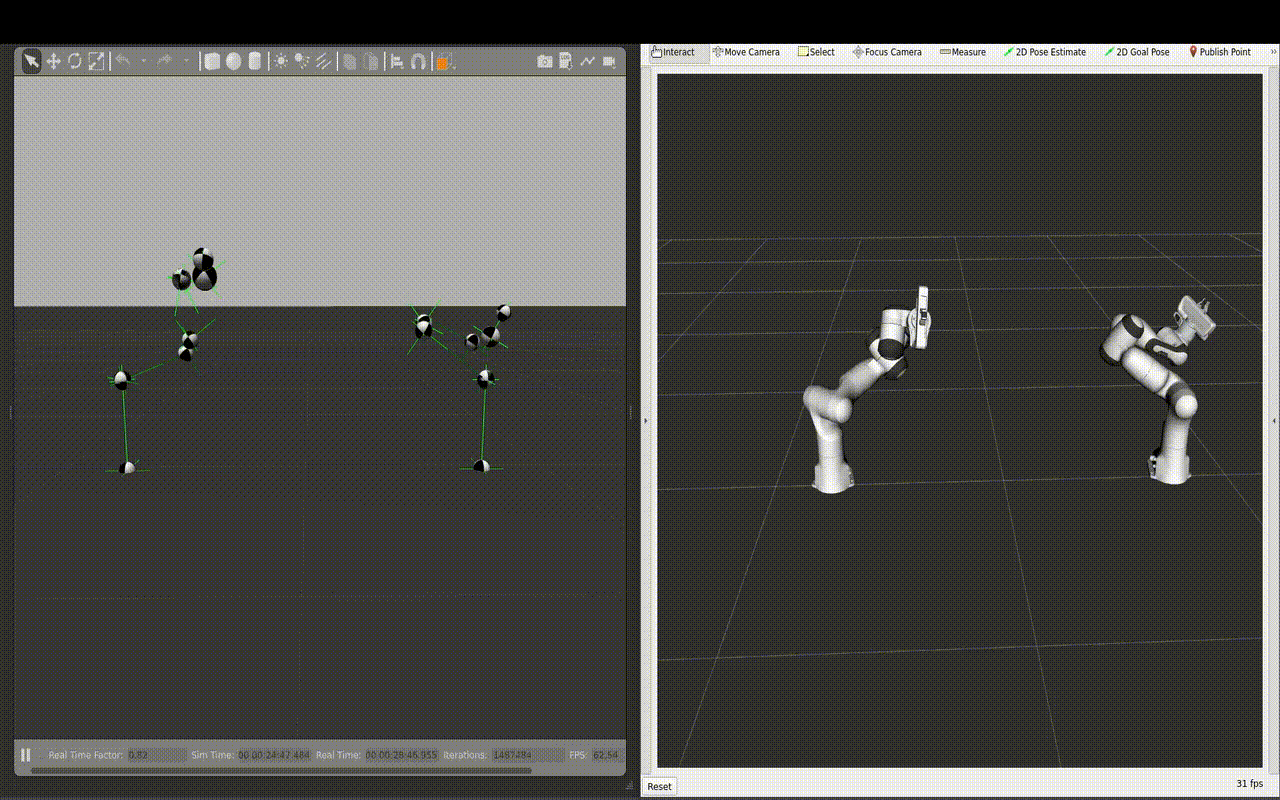 Interact Move Camera Select Focus Camera Measure 2D Pose Estimate 2D Goal Pose Publish Point »
Real Time Factor: 0.82 Sim Time: 00 00:24:47.484 Real Time: 00 00:28:46.955 Iterations: 1487484 FPS: 62.54
Reset 31 fps